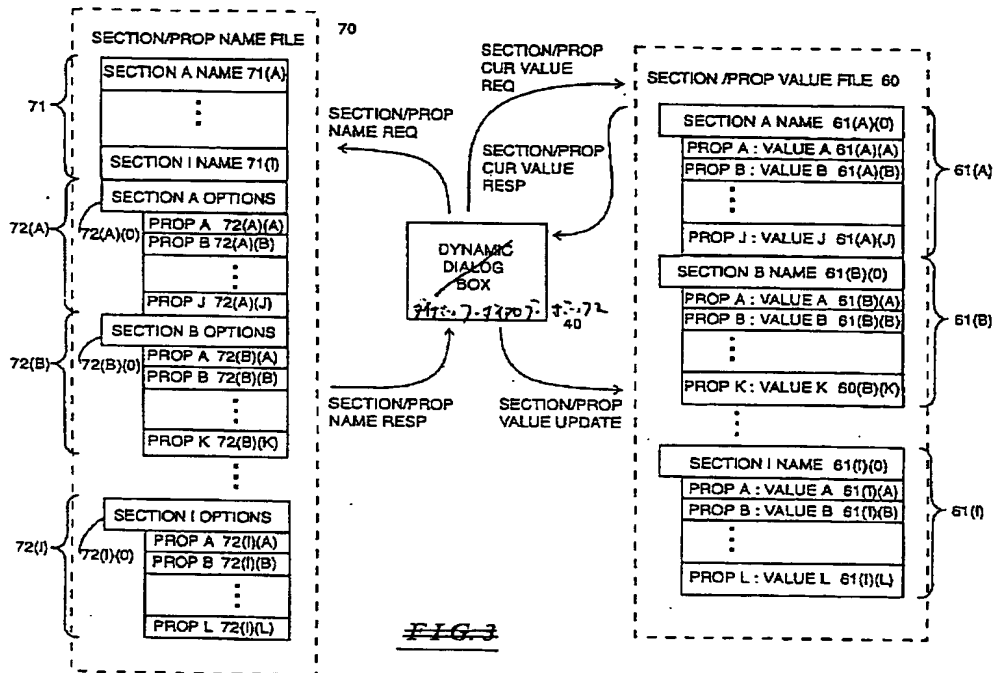 SECTION/PROP NAME FILE
70
SECTION A NAME 71(A)
SECTION I NAME 71(I)
71
SECTION A OPTIONS
72(A)
72(A)(0)
PROP A 72(A)(A)
PROP B 72(A)(B)
PROP J 72(A)(J)
SECTION B OPTIONS
72(B)
72(B)(0)
PROP A 72(B)(A)
PROP B 72(B)(B)
PROP K 72(B)(K)
SECTION I OPTIONS
72(I)
72(I)(0)
PROP A 72(I)(A)
PROP B 72(I)(B)
PROP L 72(I)(L)
SECTION/PROP
NAME REQ
SECTION/PROP
CUR VALUE
REQ
SECTION/PROP
CUR VALUE
RESP
DYNAMIC
DIALOG
BOX
40
SECTION/PROP
NAME RESP
SECTION/PROP
VALUE UPDATE
SECTION /PROP VALUE FILE 60
SECTION A NAME 61(A)(0)
PROP A : VALUE A 61(A)(A)
PROP B : VALUE B 61(A)(B)
PROP J : VALUE J 61(A)(J)
61(A)
SECTION B NAME 61(B)(0)
PROP A : VALUE A 61(B)(A)
PROP B : VALUE B 61(B)(B)
PROP K : VALUE K 60(B)(K)
61(B)
SECTION I NAME 61(I)(0)
PROP A : VALUE A 61(I)(A)
PROP B : VALUE B 61(I)(B)
PROP L : VALUE L 61(I)(L)
61(I)
FIG. 3